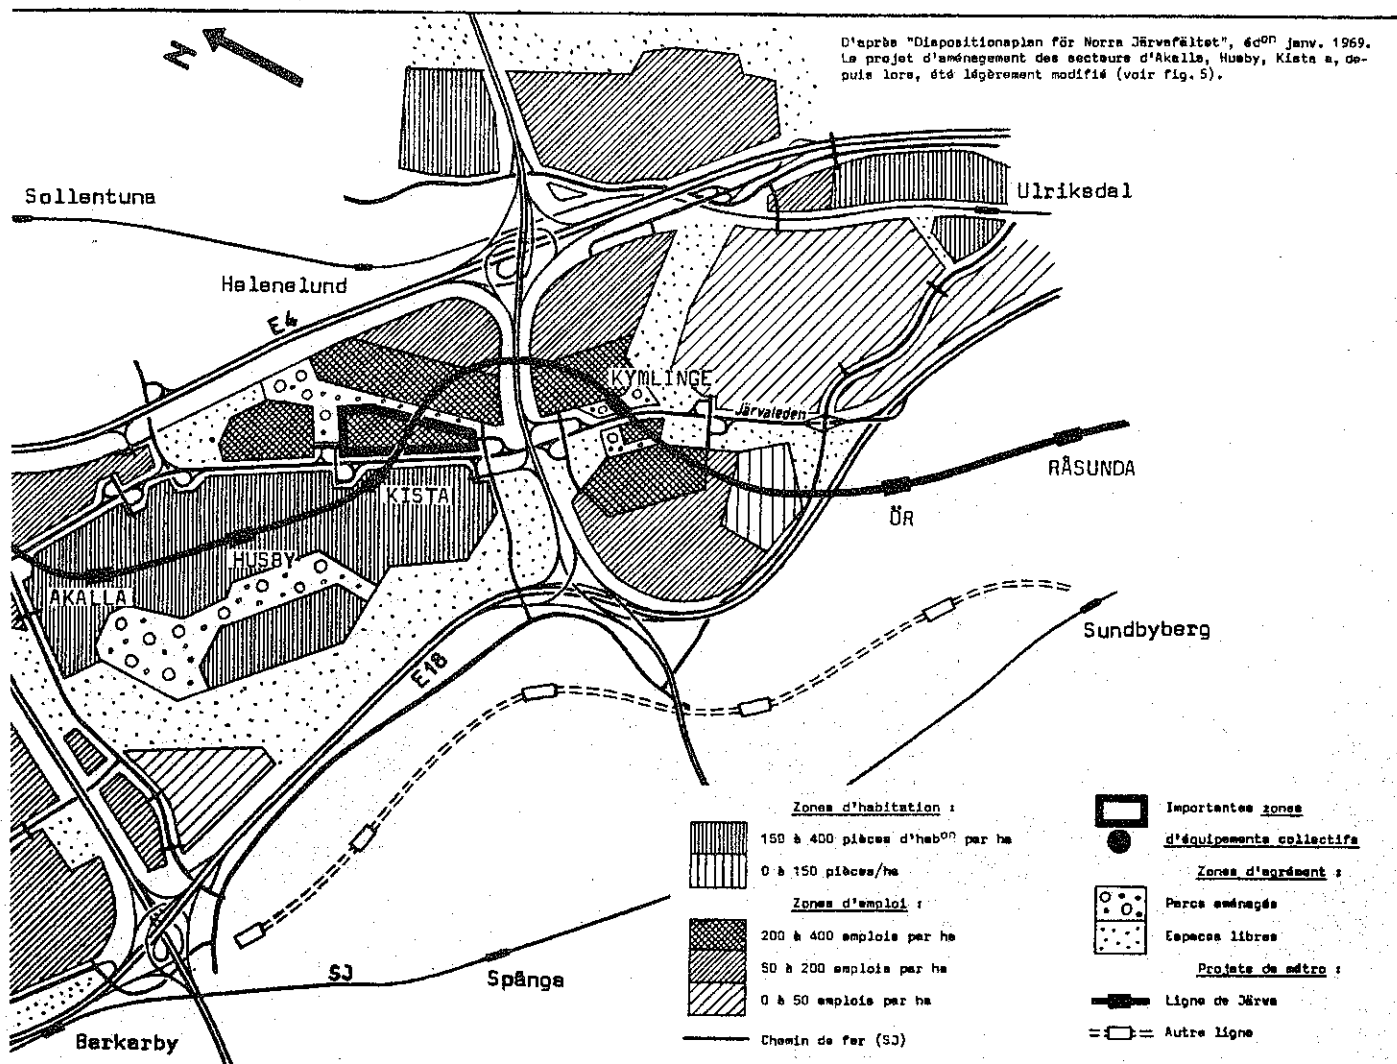 N
D'après "Dispositionsplan för Norra Järvafältet", édon janv. 1969.
Le projet d'aménagement des secteurs d'Akalla, Husby, Kista a, de-
puis lors, été légèrement modifié (voir fig. 5).
Sollentuna
Ulriksdal
Helenelund
E4
KYMLINGE
Järvaleden
RÅSUNDA
KISTA
ÖR
HUSBY
AKALLA
Sundbyberg
E18
Zones d'habitation :
150 à 400 pièces d'habon par ha
0 à 150 pièces/ha
Zones d'emploi :
200 à 400 emplois par ha
50 à 200 emplois par ha
0 à 50 emplois par ha
Chemin de fer (SJ)
Importantes zones
d'équipements collectifs
Zones d'agrément :
Parcs aménagés
Espaces libres
Projets de métro :
Ligne de Järva
Autre ligne
SJ
Spånga
Barkarby